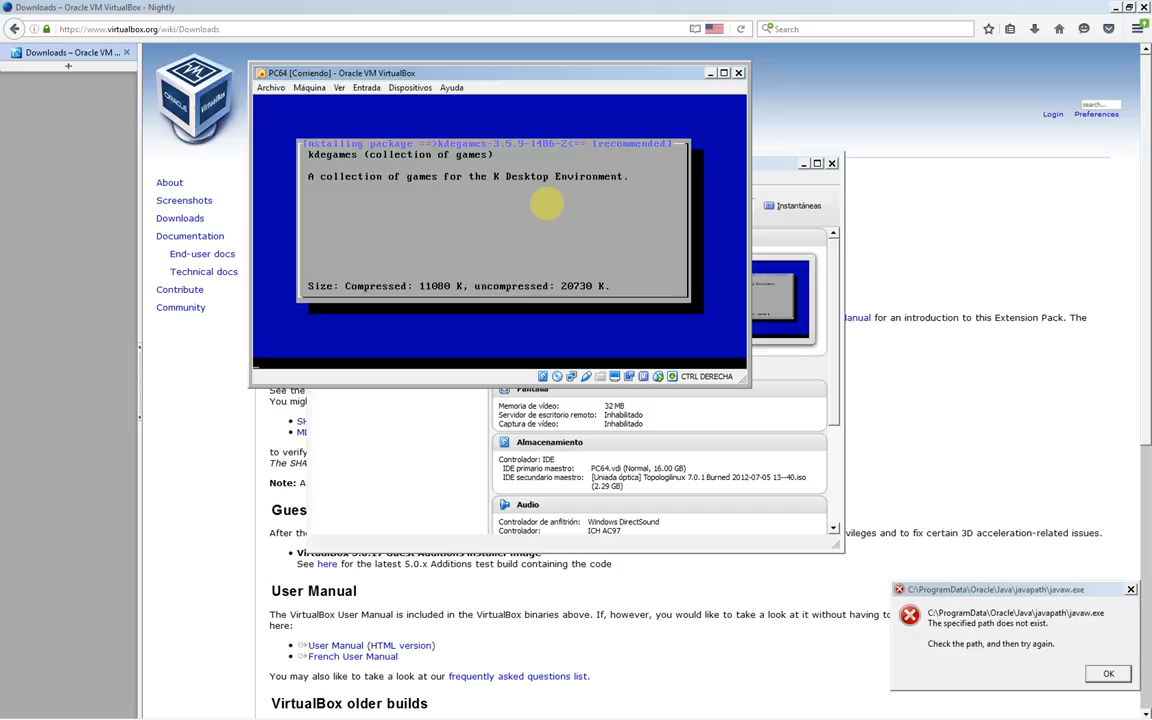 Downloads – Oracle VM VirtualBox - Nightly
https://www.virtualbox.org/wiki/Downloads
Search
Downloads – Oracle VM ...
ORACLE
VirtualBox
search...
Login
Preferences
About
Screenshots
Downloads
Documentation
End-user docs
Technical docs
Contribute
Community
PC64 [Corriendo] - Oracle VM VirtualBox
Archivo Máquina Ver Entrada Dispositivos Ayuda
Installing package ==>kdegames-3.5.9-i486-2<== [recommended]
kdegames (collection of games)
A collection of games for the K Desktop Environment.
Size: Compressed: 11080 K, uncompressed: 20730 K.
CTRL DERECHA
Instantáneas
anual for an introduction to this Extension Pack. The
See the
You mig
SH
to verify
The SHA
Note: A
Pantalla
Memoria de vídeo: 32 MB
Servidor de escritorio remoto: Inhabilitado
Captura de vídeo: Inhabilitado
Almacenamiento
Controlador: IDE
IDE primario maestro: PC64.vdi (Normal, 16.00 GB)
IDE secundario maestro: [Uniada óptica] Topologilinux 7.0.1 Burned 2012-07-05 13--40.iso
(2.29 GB)
Audio
Controlador de anfitrión: Windows DirectSound
Controlador: ICH AC97
Gues
After the
vileges and to fix certain 3D acceleration-related issues.
See here for the latest 5.0.x Additions test build containing the code
User Manual
The VirtualBox User Manual is included in the VirtualBox binaries above. If, however, you would like to take a look at it without having to
here:
User Manual (HTML version)
French User Manual
You may also like to take a look at our frequently asked questions list.
VirtualBox older builds
C:\ProgramData\Oracle\Java\javapath\javaw.exe
C:\ProgramData\Oracle\Java\javapath\javaw.exe
The specified path does not exist.
Check the path, and then try again.
OK